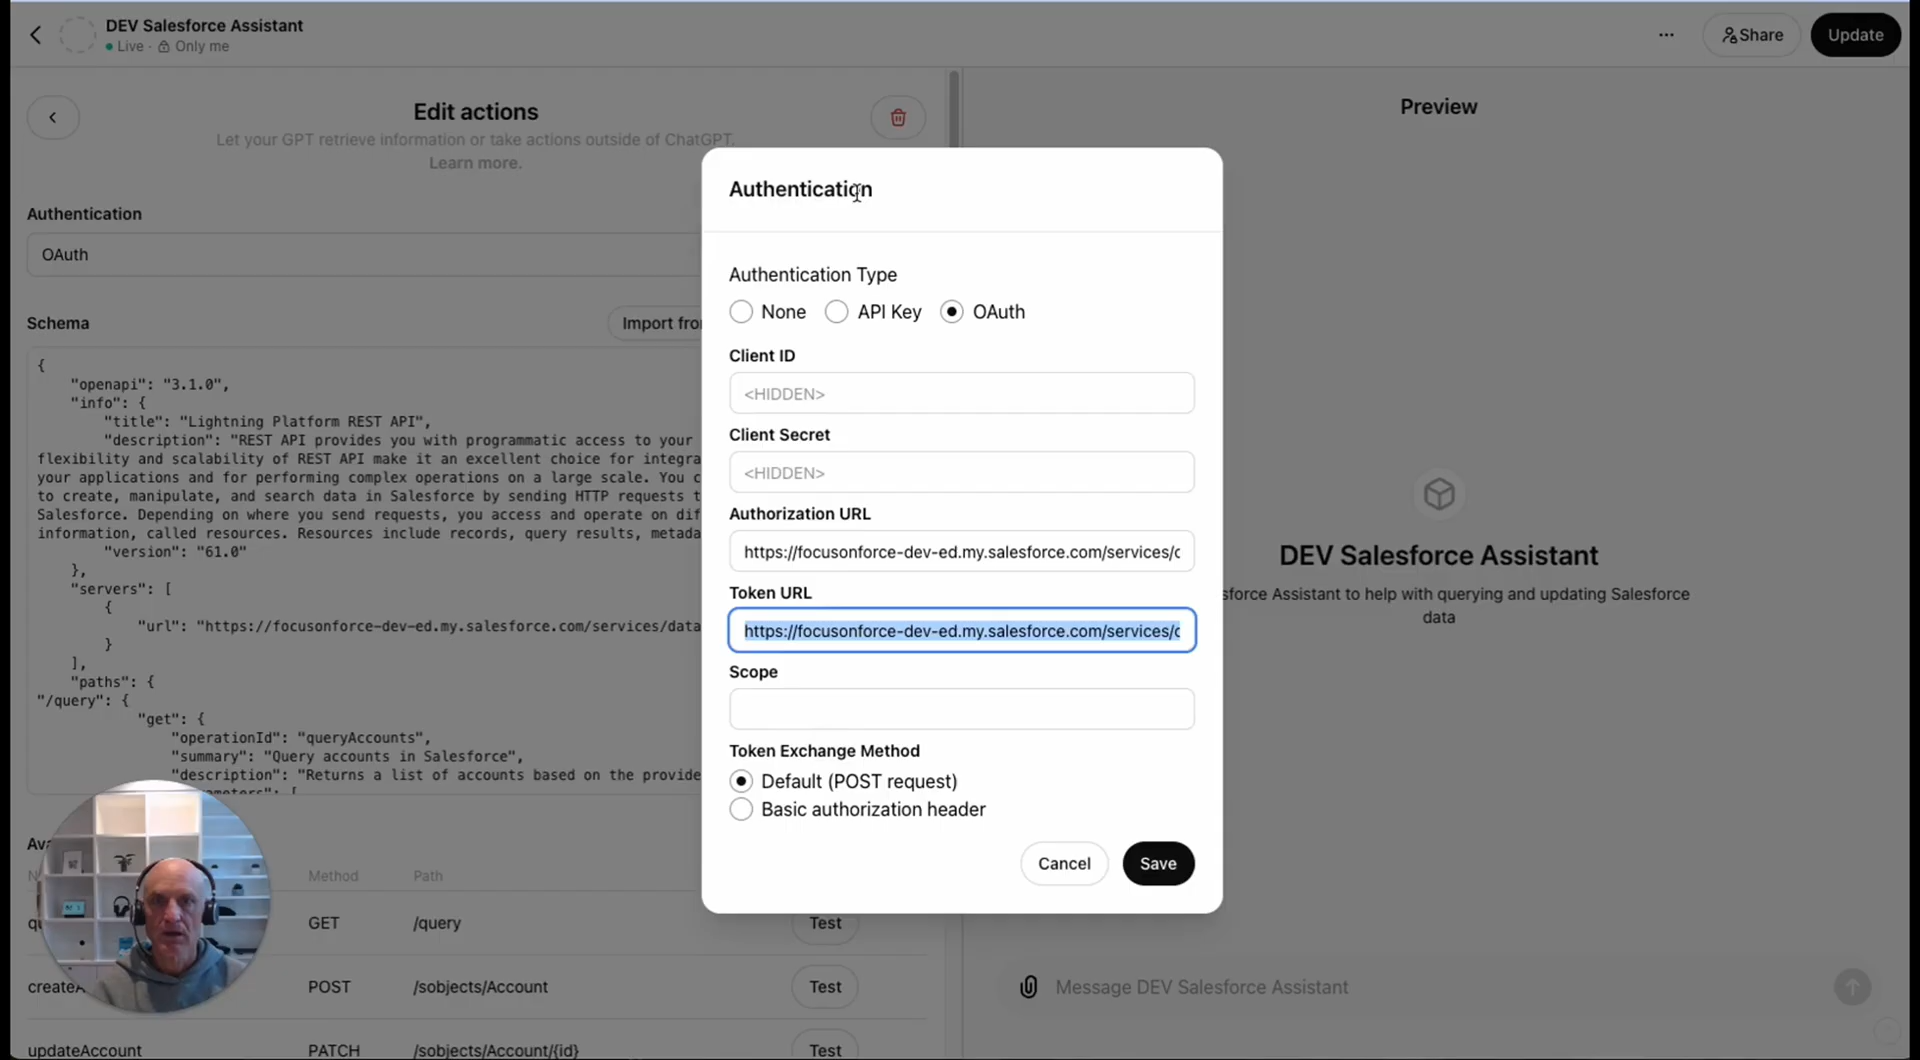 DEV Salesforce Assistant
Live · Only me
Share
Update
Edit actions
Let your GPT retrieve information or take actions outside of ChatGPT.
Learn more.
Authentication
OAuth
Schema
Import
{
"openapi": "3.1.0",
"info": {
"title": "Lightning Platform REST API",
"description": "REST API provides you with programmatic access to your
flexibility and scalability of REST API make it an excellent choice for
your applications and for performing complex operations on a large scale. You
to create, manipulate, and search data in Salesforce by sending HTTP requests
Salesforce. Depending on where you send requests, you access and operate on
information, called resources. Resources include records, query results,
"version": "61.0"
},
"servers": [
{
"url": "https://focusonforce-dev-ed.my.salesforce.com/services/data
}
],
"paths": {
"/query": {
"get": {
"operationId": "queryAccounts",
"summary": "Query accounts in Salesforce",
"description": "Returns a list of accounts based on the
Method
Path
GET
/query
Test
POST
/sobjects/Account
Test
updateAccount
PATCH
/sobjects/Account/{id}
Test
Authentication
Authentication Type
None
API Key
OAuth
Client ID
<HIDDEN>
Client Secret
<HIDDEN>
Authorization URL
https://focusonforce-dev-ed.my.salesforce.com/services/
Token URL
https://focusonforce-dev-ed.my.salesforce.com/services/
Scope
Token Exchange Method
Default (POST request)
Basic authorization header
Cancel
Save
Preview
DEV Salesforce Assistant
Assistant to help with querying and updating Salesforce
data
Message DEV Salesforce Assistant